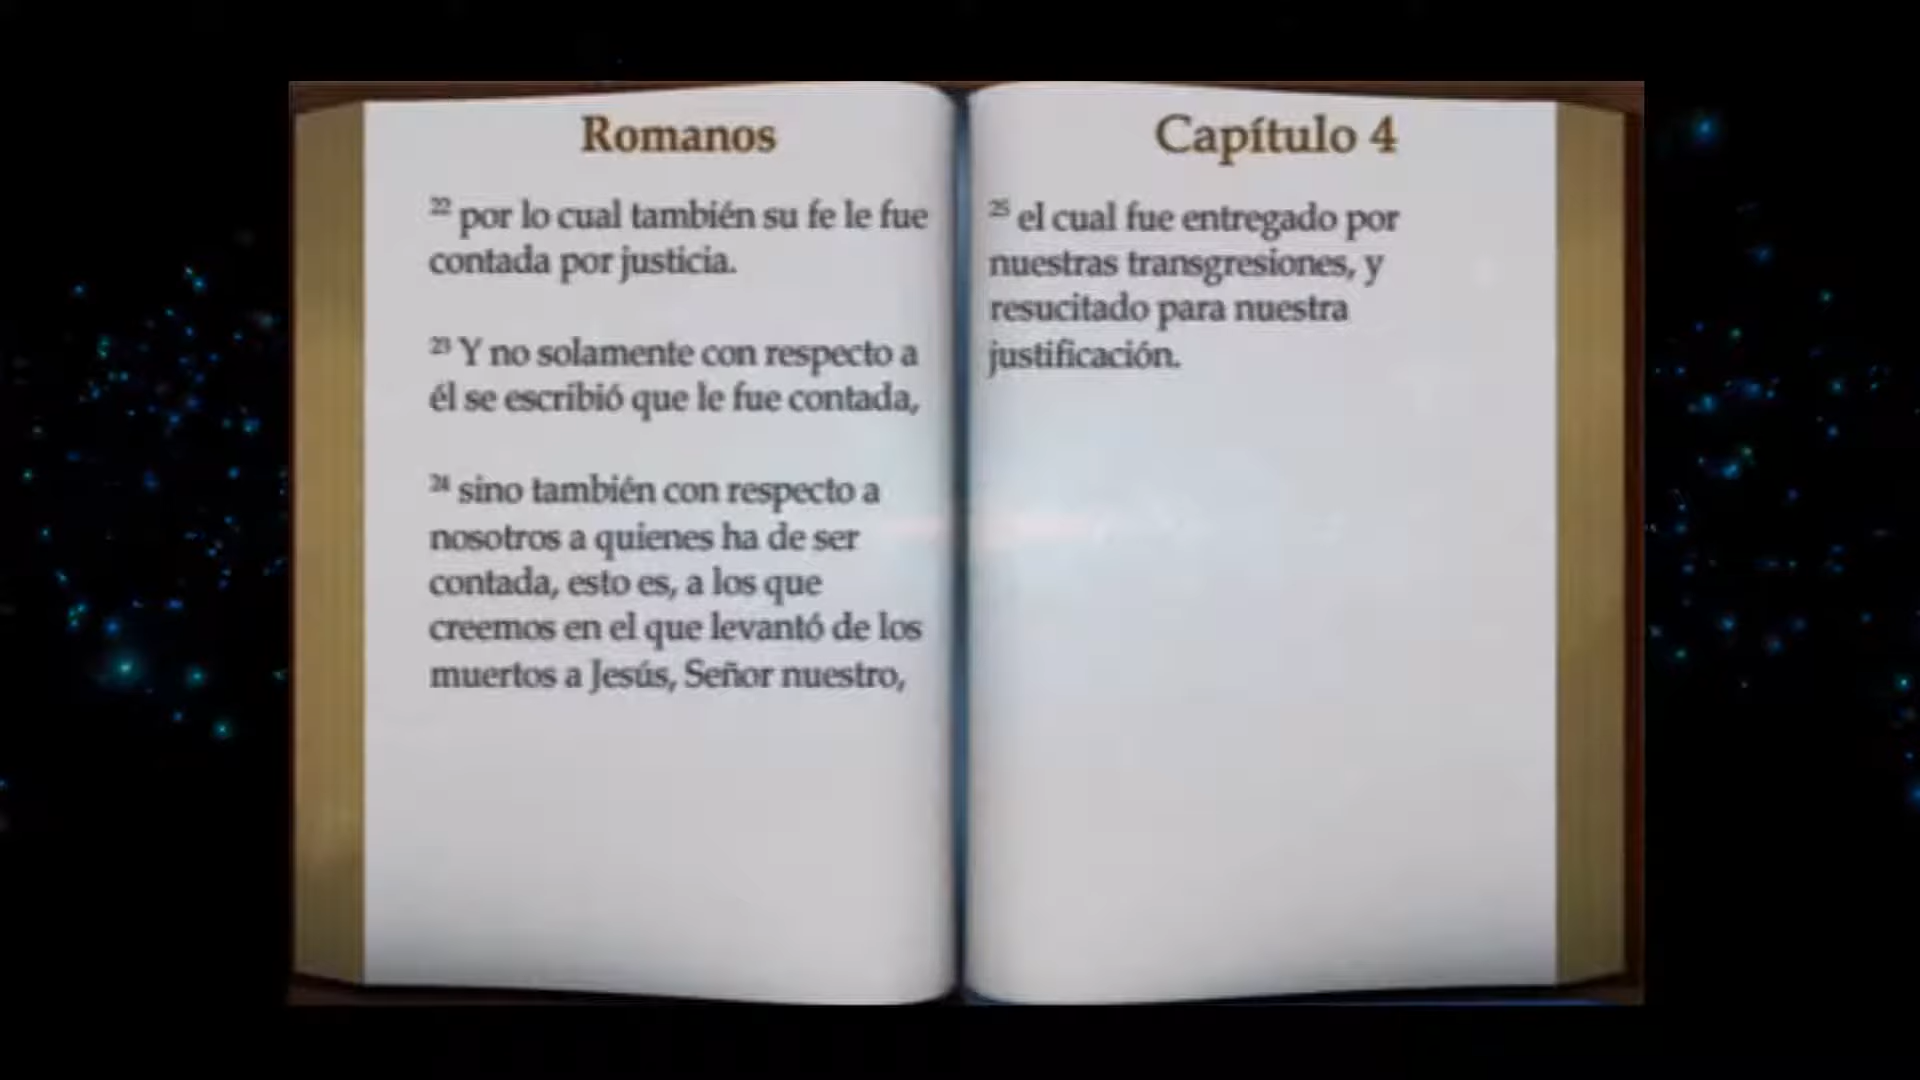 Romanos
22 por lo cual también su fe le fue
contada por justicia.
23 Y no solamente con respecto a
él se escribió que le fue contada,
24 sino también con respecto a
nosotros a quienes ha de ser
contada, esto es, a los que
creemos en el que levantó de los
muertos a Jesús, Señor nuestro,
Capítulo 4
25 el cual fue entregado por
nuestras transgresiones, y
resucitado para nuestra
justificación.